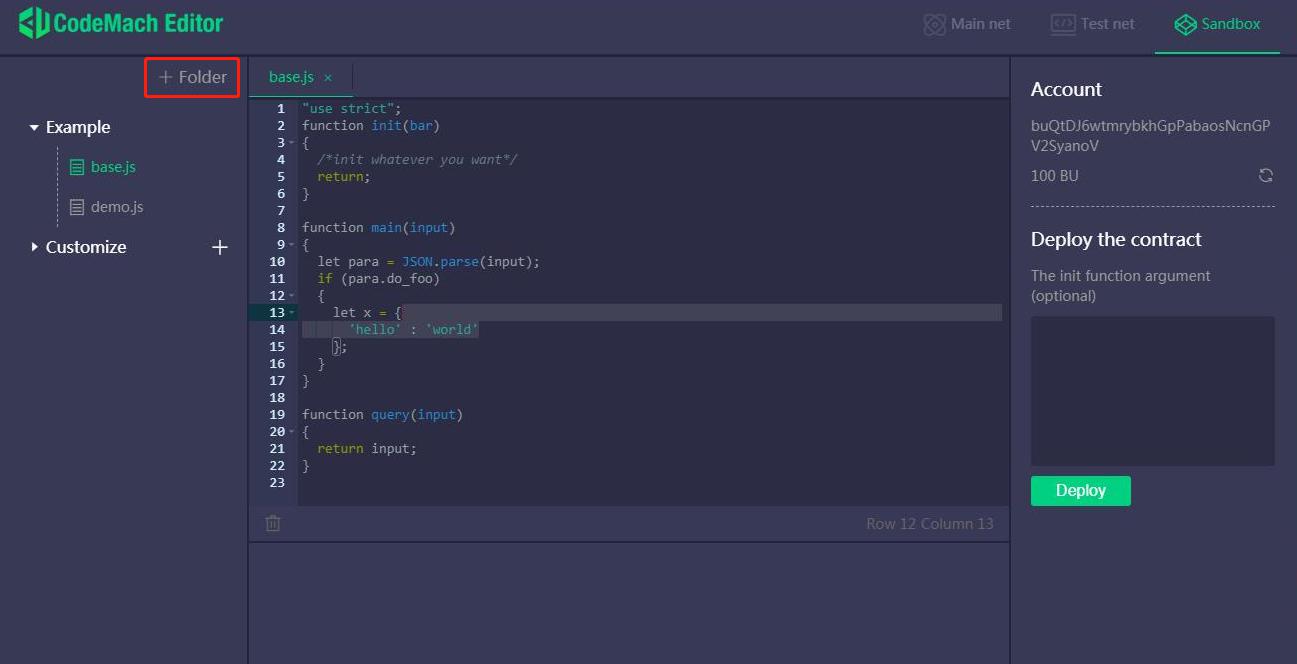 CodeMach Editor
Main net
Test net
Sandbox
+ Folder
Example
base.js
demo.js
Customize +
base.js ×
1 "use strict";
2 function init(bar)
3 {
4   /*init whatever you want*/
5   return;
6 }
7
8 function main(input)
9 {
10   let para = JSON.parse(input);
11   if (para.do_foo)
12   {
13     let x = {
14       'hello' : 'world'
15     };
16   }
17 }
18
19 function query(input)
20 {
21   return input;
22 }
23
Row 12 Column 13
Account
buQtDJ6wtmrybkhGpPabaosNcnGP
V2SyanoV
100 BU
Deploy the contract
The init function argument
(optional)
Deploy